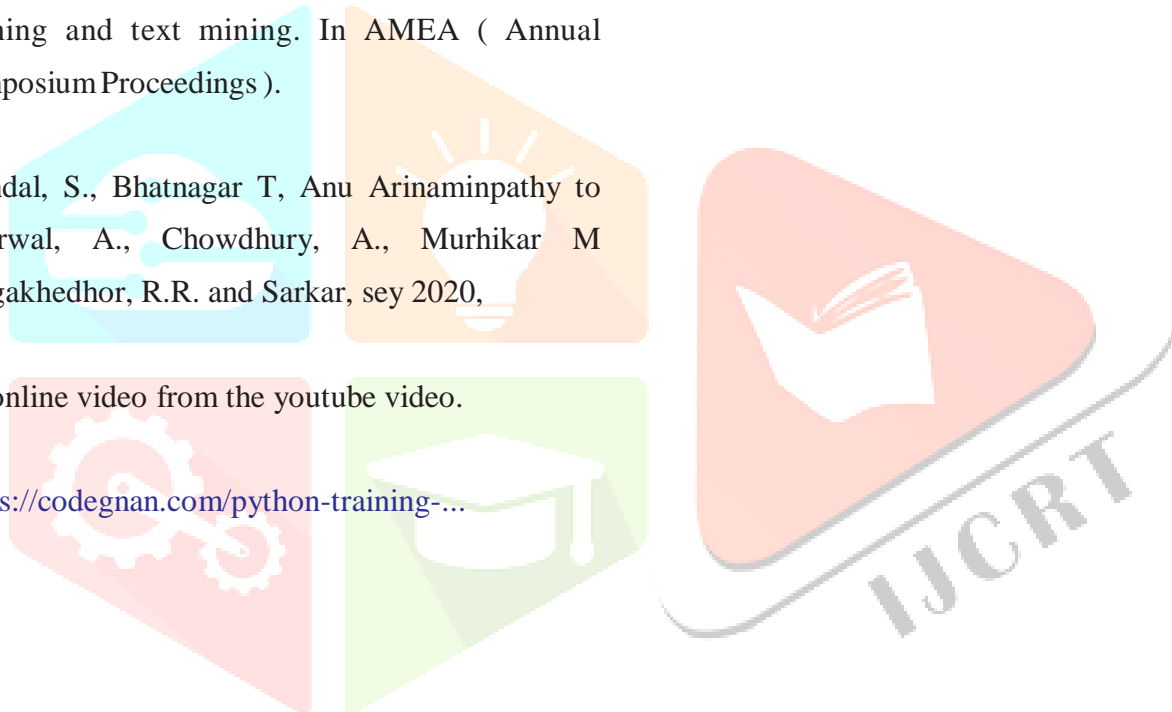 ning and text mining. In AMEA ( Annual
nposium Proceedings ).
ndal, S., Bhatnagar T, Anu Arinaminpathy to
rwal, A., Chowdhury, A., Murhikar M
gakhedhor, R.R. and Sarkar, sey 2020,
online video from the youtube video.
s://codegnan.com/python-training-...
IJCRT